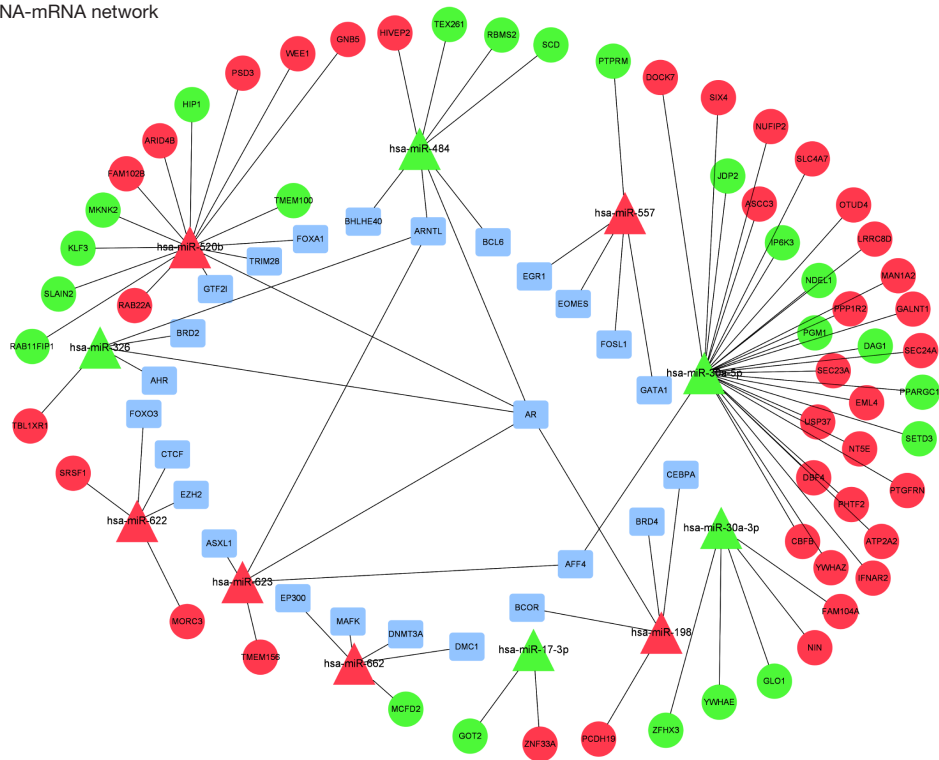 NA-mRNA network
HIVEP2
TEX261
RBMS2
SCD
GNB5
WEE1
PSD3
HIP1
ARID4B
FAM102B
MKNK2
KLF3
SLAIN2
RAB11FIP1
RAB22A
TMEM100
hsa-miR-520b
FOXA1
TRIM28
GTF2I
hsa-miR-484
BHLHE40
ARNTL
BCL6
PTPRM
hsa-miR-557
EGR1
EOMES
FOSL1
GATA1
DOCK7
SIX4
NUFIP2
SLC4A7
JDP2
ASCC3
OTUD4
IP6K3
LRRC8D
NDEL1
MAN1A2
PPP1R2
GALNT1
PGM1
DAG1
SEC24A
hsa-miR-30a-5p
SEC23A
PPARGC1
EML4
USP37
SETD3
NT5E
DBF4
PTGFRN
PHTF2
ATP2A2
CBFB
YWHAZ
IFNAR2
hsa-miR-326
BRD2
AHR
TBL1XR1
AR
FOXO3
CTCF
EZH2
SRSF1
hsa-miR-622
MORC3
ASXL1
hsa-miR-623
TMEM156
AFF4
EP300
MAFK
DNMT3A
DMC1
hsa-miR-662
MCFD2
CEBPA
BRD4
BCOR
hsa-miR-198
PCDH19
hsa-miR-17-3p
GOT2
ZNF33A
hsa-miR-30a-3p
FAM104A
NIN
GLO1
YWHAE
ZFHX3